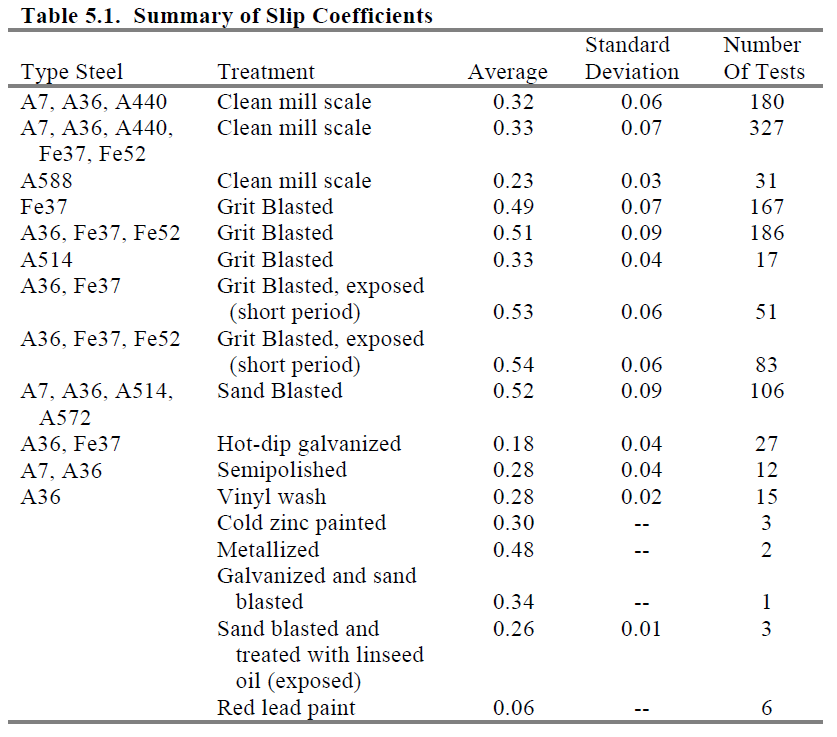 Table 5.1. Summary of Slip Coefficients
Standard Number
Type Steel Treatment Average Deviation Of Tests
A7, A36, A440 Clean mill scale 0.32 0.06 180
A7, A36, A440, Clean mill scale 0.33 0.07 327
Fe37, Fe52
A588 Clean mill scale 0.23 0.03 31
Fe37 Grit Blasted 0.49 0.07 167
A36, Fe37, Fe52 Grit Blasted 0.51 0.09 186
A514 Grit Blasted 0.33 0.04 17
A36, Fe37 Grit Blasted, exposed
(short period) 0.53 0.06 51
A36, Fe37, Fe52 Grit Blasted, exposed
(short period) 0.54 0.06 83
A7, A36, A514, Sand Blasted 0.52 0.09 106
A572
A36, Fe37 Hot-dip galvanized 0.18 0.04 27
A7, A36 Semipolished 0.28 0.04 12
A36 Vinyl wash 0.28 0.02 15
Cold zinc painted 0.30 -- 3
Metallized 0.48 -- 2
Galvanized and sand
blasted 0.34 -- 1
Sand blasted and 0.26 0.01 3
treated with linseed
oil (exposed)
Red lead paint 0.06 -- 6